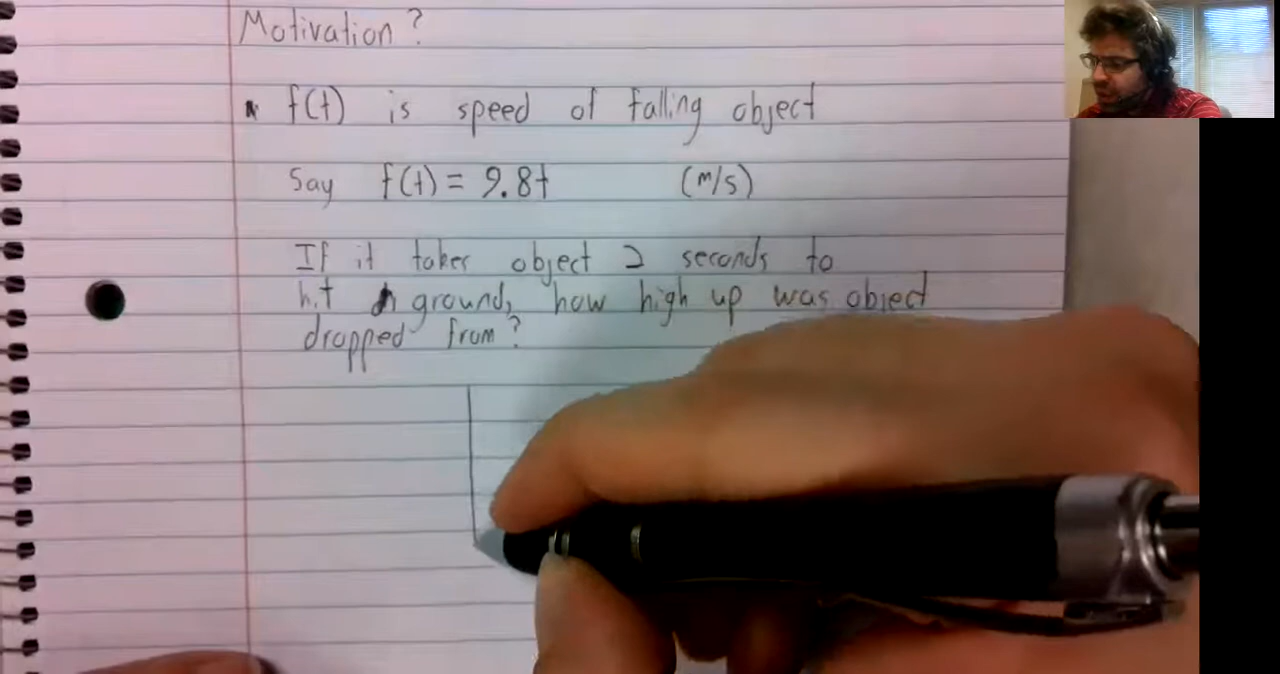 Motivation?
f(t) is speed of falling object
Say f(t) = 9.8t (m/s)
If it takes object 2 seconds to
hit ground, how high up was object
dropped from?